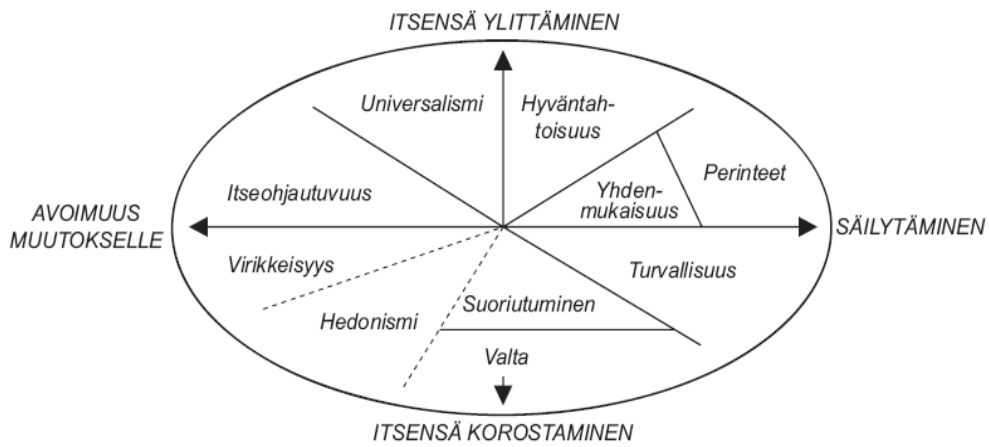 ITSENSÄ YLITTÄMINEN
Universalismi
Hyväntah-
toisuus
Perinteet
Itseohjautuvuus
Yhden-
mukaisuus
AVOIMUUS
MUUTOKSELLE
SÄILYTÄMINEN
Virikkeisyys
Turvallisuus
Suoriutuminen
Hedonismi
Valta
ITSENSÄ KOROSTAMINEN